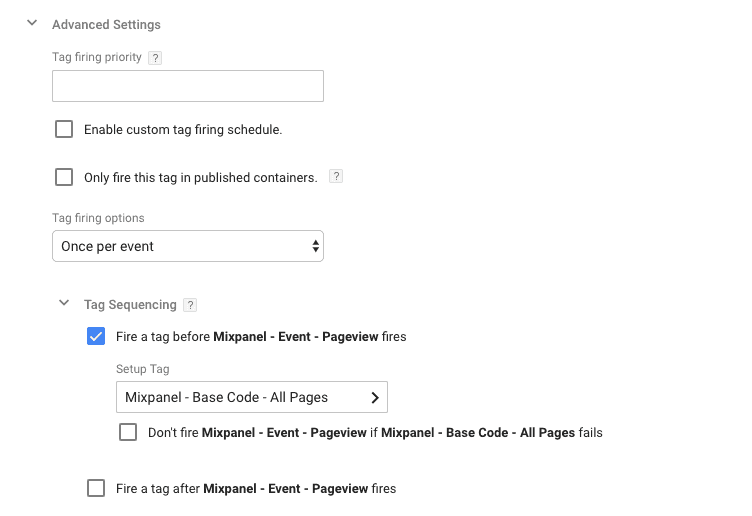 Advanced Settings
Tag firing priority ?
Enable custom tag firing schedule.
Only fire this tag in published containers. ?
Tag firing options
Once per event
Tag Sequencing ?
Fire a tag before Mixpanel - Event - Pageview fires
Setup Tag
Mixpanel - Base Code - All Pages
Don't fire Mixpanel - Event - Pageview if Mixpanel - Base Code - All Pages fails
Fire a tag after Mixpanel - Event - Pageview fires